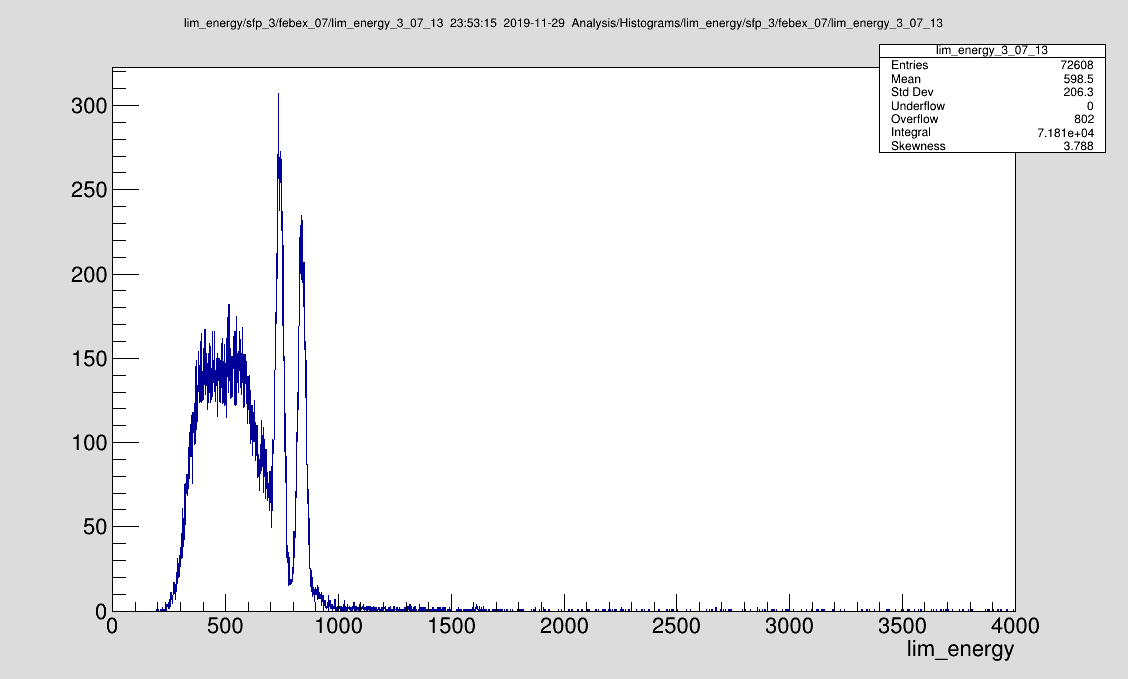 lim_energy/sfp_3/febex_07/lim_energy_3_07_13 23:53:15 2019-11-29 Analysis/Histograms/lim_energy/sfp_3/febex_07/lim_energy_3_07_13
lim_energy_3_07_13
Entries 72608
Mean 598.5
Std Dev 206.3
Underflow 0
Overflow 802
Integral 7.181e+04
Skewness 3.788
300
250
200
150
100
50
0
0 500 1000 1500 2000 2500 3000 3500 4000
lim_energy